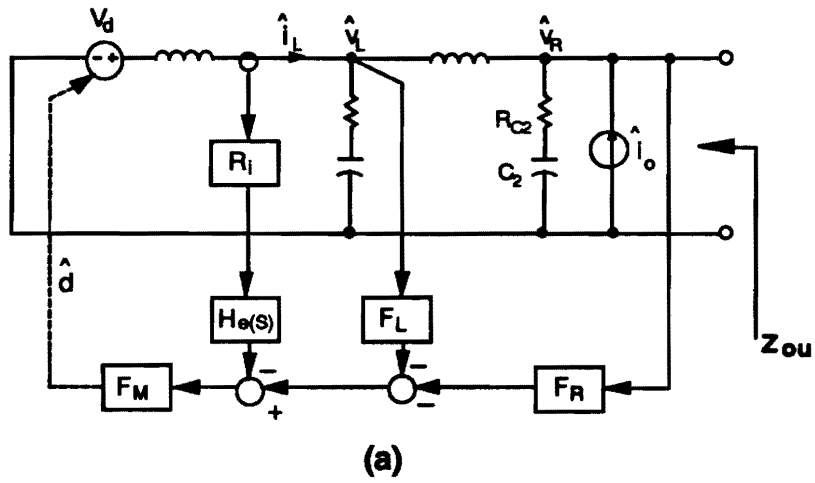 V_d
î_L
v̂_L
v̂_R
R_C2
C_2
î_o
R_i
d̂
H_e(S)
F_L
Z_ou
F_M
F_R
- +
-
+
-
-
(a)